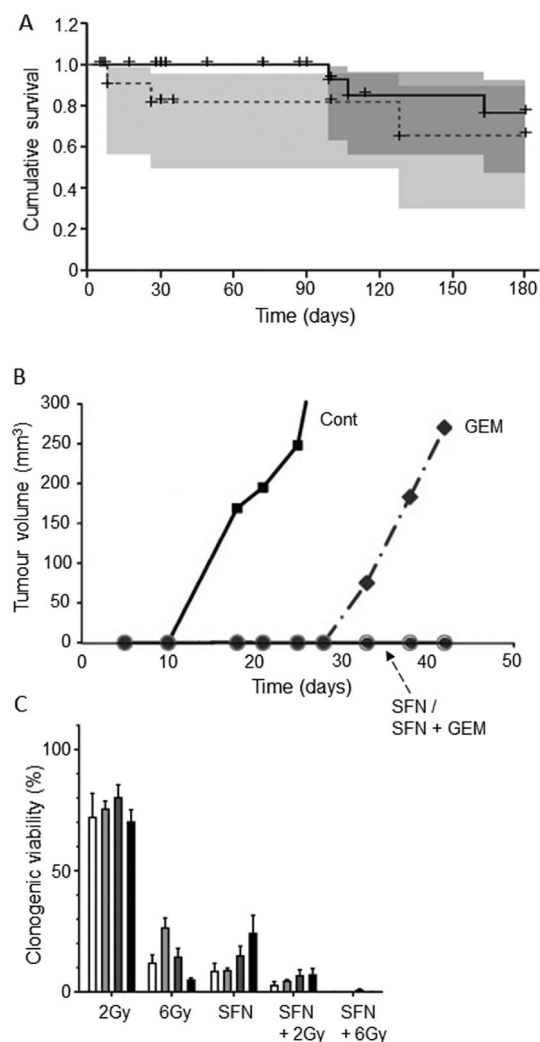 A
Cumulative survival
1.2
1.0
0.8
0.6
0.4
0.2
0
0 30 60 90 120 150 180
Time (days)
B
Tumour volume (mm³)
300
250
200
150
100
50
0
Cont
GEM
0 10 20 30 40 50
Time (days)
SFN /
SFN + GEM
C
Clonogenic viability (%)
100
50
0
2Gy 6Gy SFN SFN SFN
+ 2Gy + 6Gy